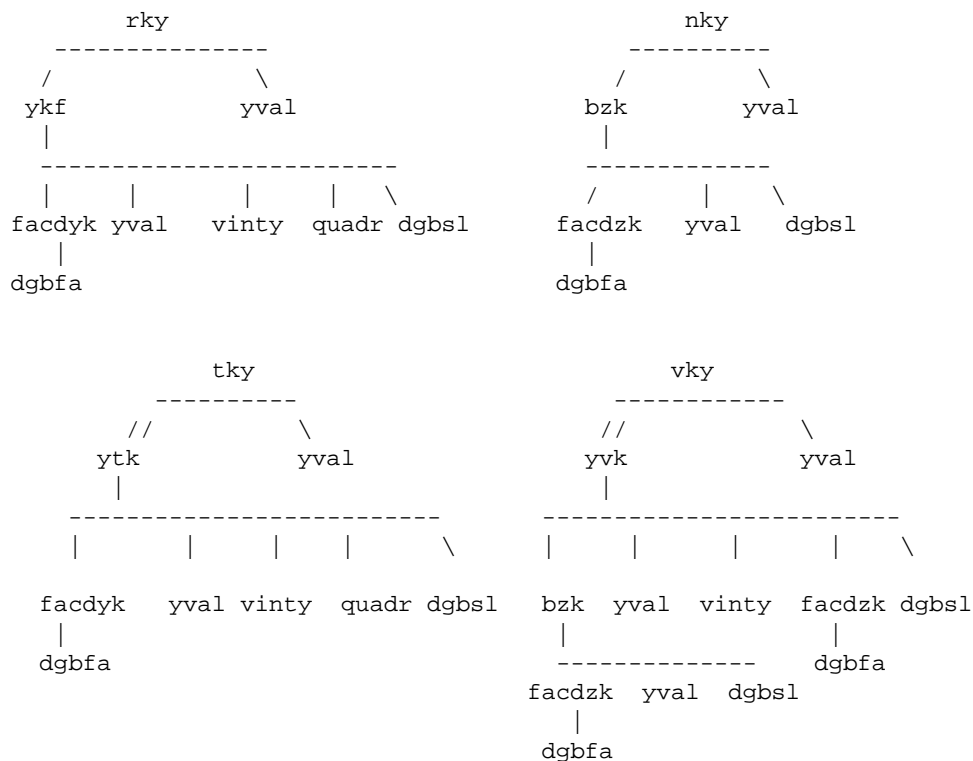 rky nky
ykf yval bzk yval
facdyk yval vinty quadr dgbsl facdzk yval dgbsl
dgbfa dgbfa
tky vky
ytk yval yvk yval
facdyk yval vinty quadr dgbsl bzk yval vinty facdzk dgbsl
dgbfa dgbfa
facdzk yval dgbsl
dgbfa